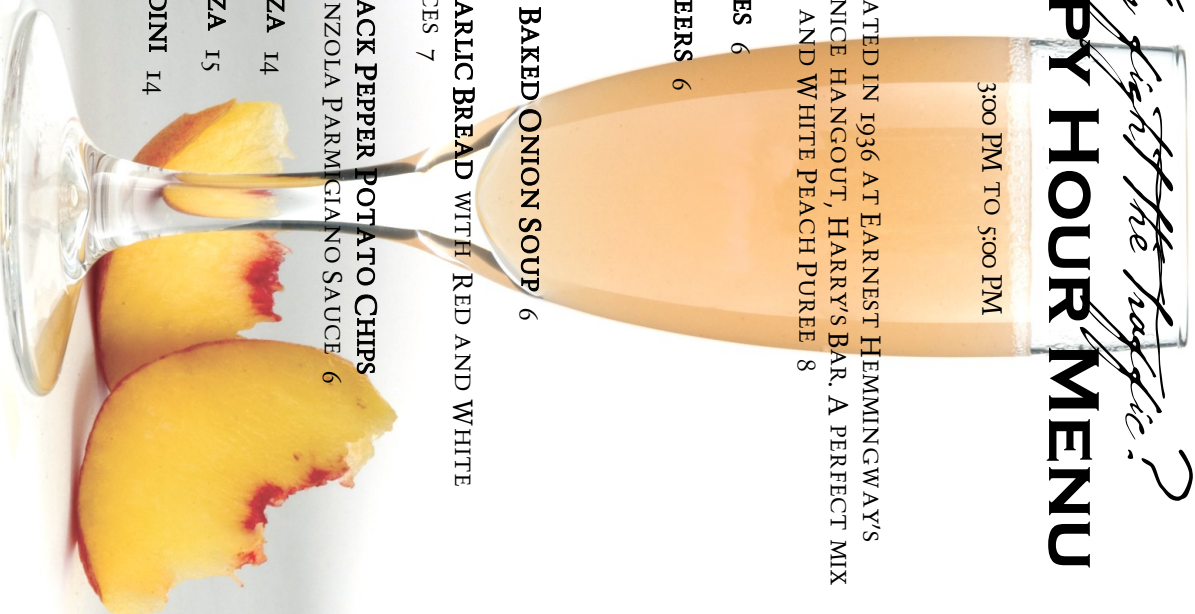 fight the traffic?
PY HOUR MENU
3:00 PM TO 5:00 PM
ATED IN 1936 AT EARNEST HEMMINGWAY'S
NICE HANGOUT, HARRY'S BAR. A PERFECT MIX
AND WHITE PEACH PUREE 8
ES 6
EERS 6
BAKED ONION SOUP 6
ARLIC BREAD WITH RED AND WHITE
CES 7
ACK PEPPER POTATO CHIPS
NZOLA PARMIGIANO SAUCE 6
ZA 14
ZA 15
DINI 14